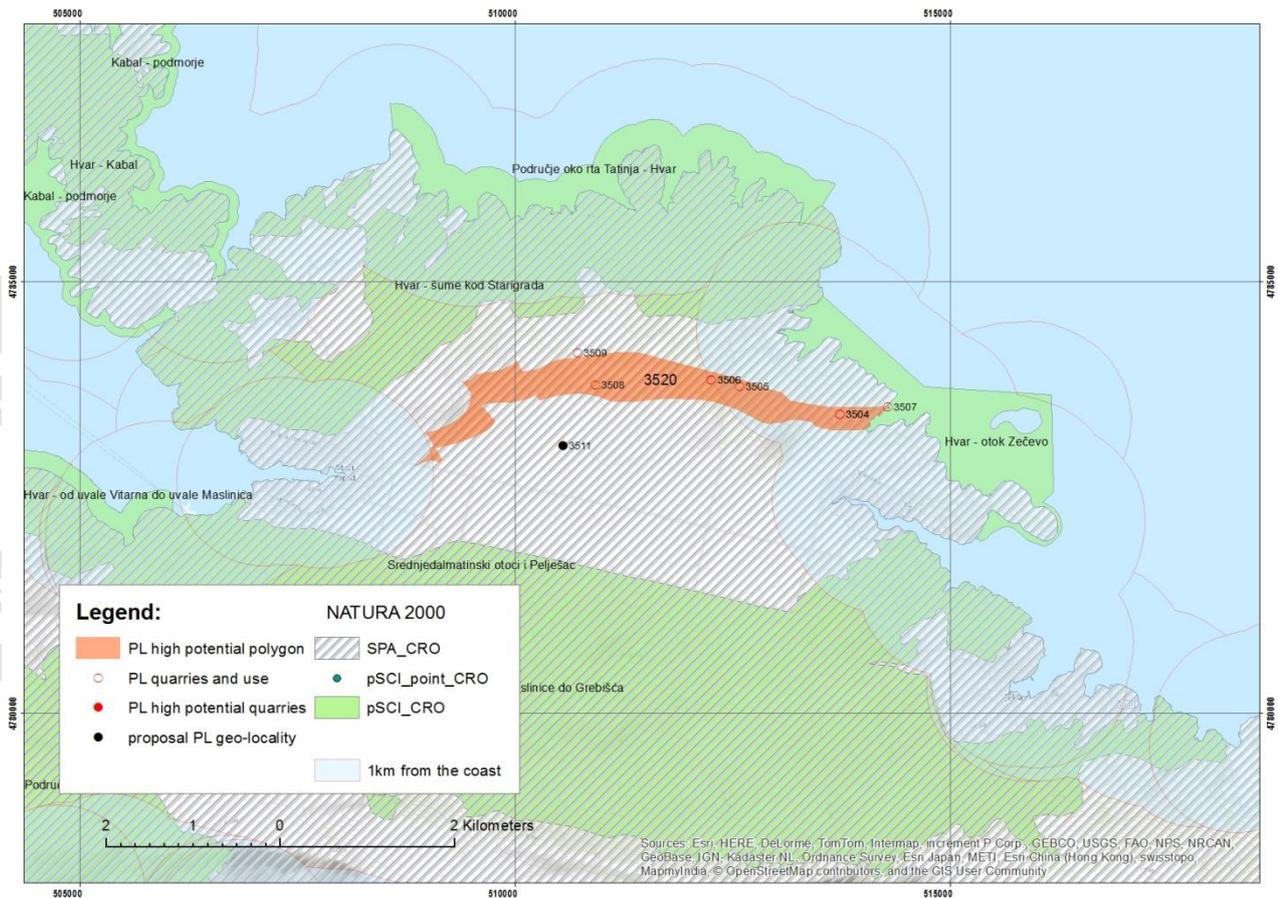 505000
510000
515000
Kabal - podmorje
Hvar - Kabal
Područje oko rta Tatinja - Hvar
Kabal - podmorje
4785000
4785000
Hvar - šume kod Starigrada
3509
3520
3506
3508
3505
3507
3504
Hvar - otok Zečevo
3511
Hvar - od uvale Vitarna do uvale Maslinica
Srednjedalmatinski otoci i Pelješac
Legend:
NATURA 2000
PL high potential polygon
SPA_CRO
PL quarries and use
pSCI_point_CRO
slinice do Grebišća
PL high potential quarries
pSCI_CRO
4780000
4780000
proposal PL geo-locality
1km from the coast
Podru
2 1 0 2 Kilometers
Sources: Esri, HERE, DeLorme, TomTom, Intermap, increment P Corp., GEBCO, USGS, FAO, NPS, NRCAN,
GeoBase, IGN, Kadaster NL, Ordnance Survey, Esri Japan, METI, Esri China (Hong Kong), swisstopo,
MapmyIndia, © OpenStreetMap contributors, and the GIS User Community
505000
510000
515000